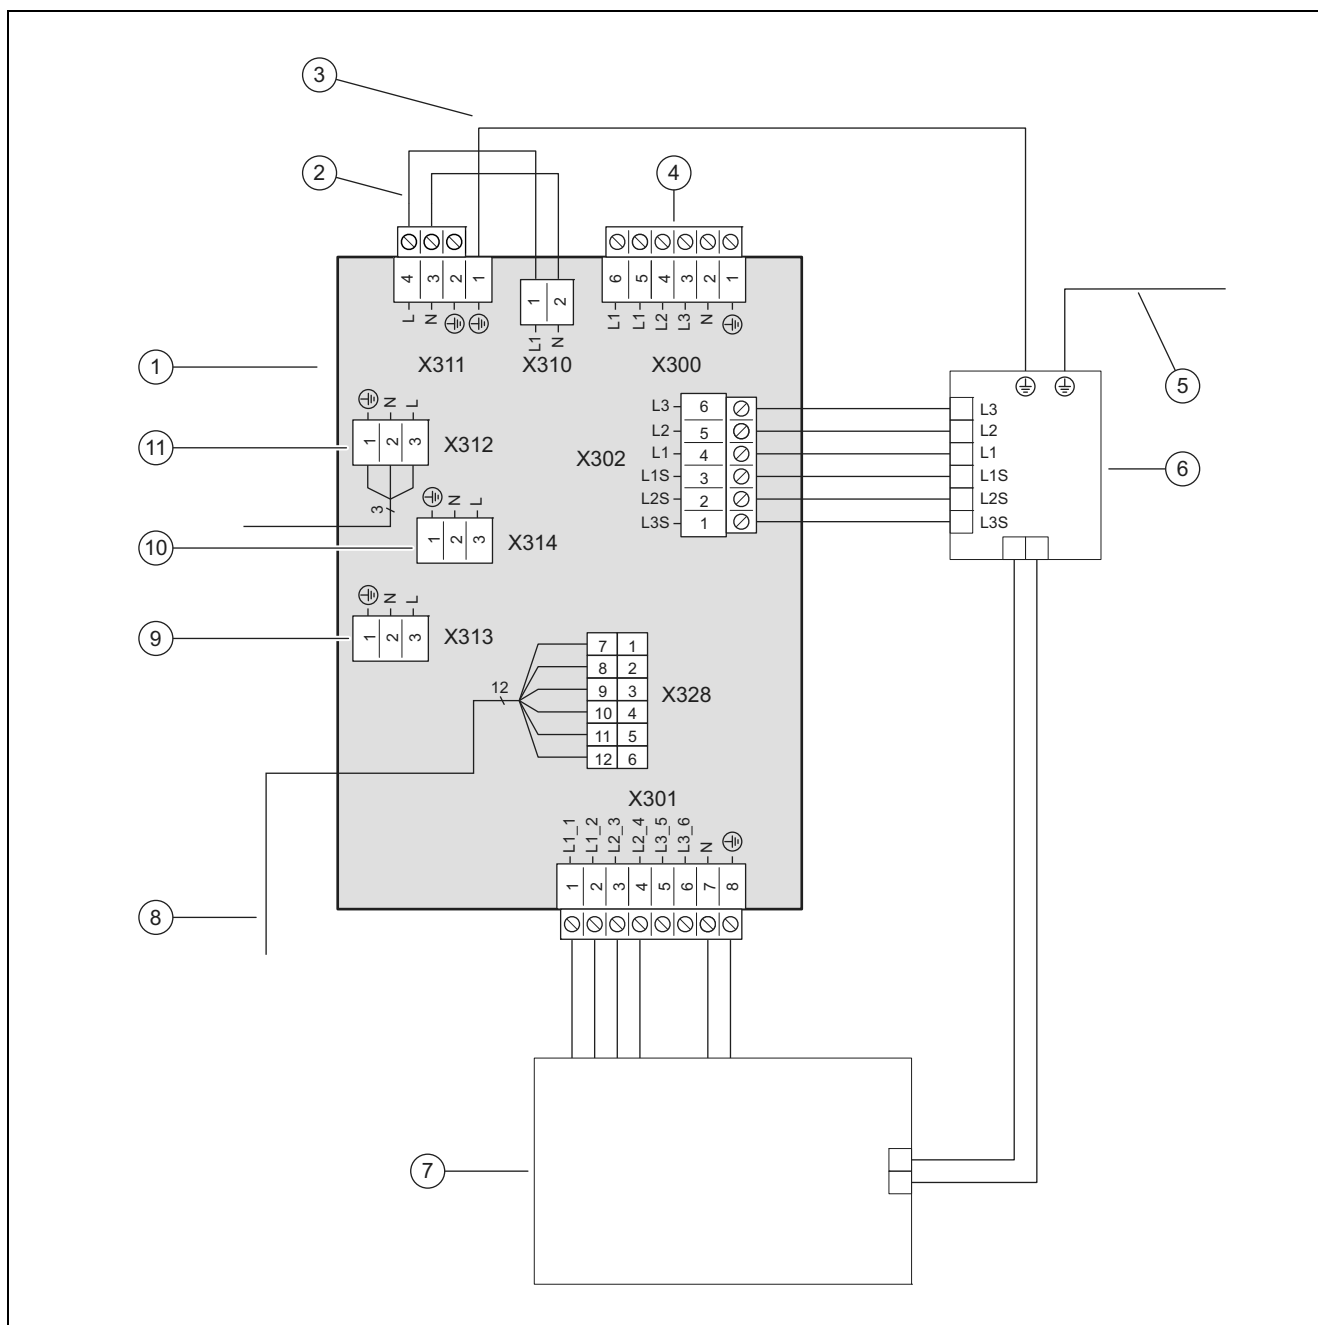 3
2
4
4 3 2 1
L N
1 2
L1 N
6 5 4 3 2 1
L1 L1 L2 L3 N
1
X311
X310
X300
5
N L
11
1 2 3
X312
3
X302
L3 6
L2 5
L1 4
L1S 3
L2S 2
L3S 1
L3
L2
L1
L1S
L2S
L3S
6
N L
10
1 2 3
X314
N L
9
1 2 3
X313
12
7 1
8 2
9 3
10 4
11 5
12 6
X328
X301
L1_1 L1_2 L2_3 L2_4 L3_5 L3_6 N
1 2 3 4 5 6 7 8
8
7